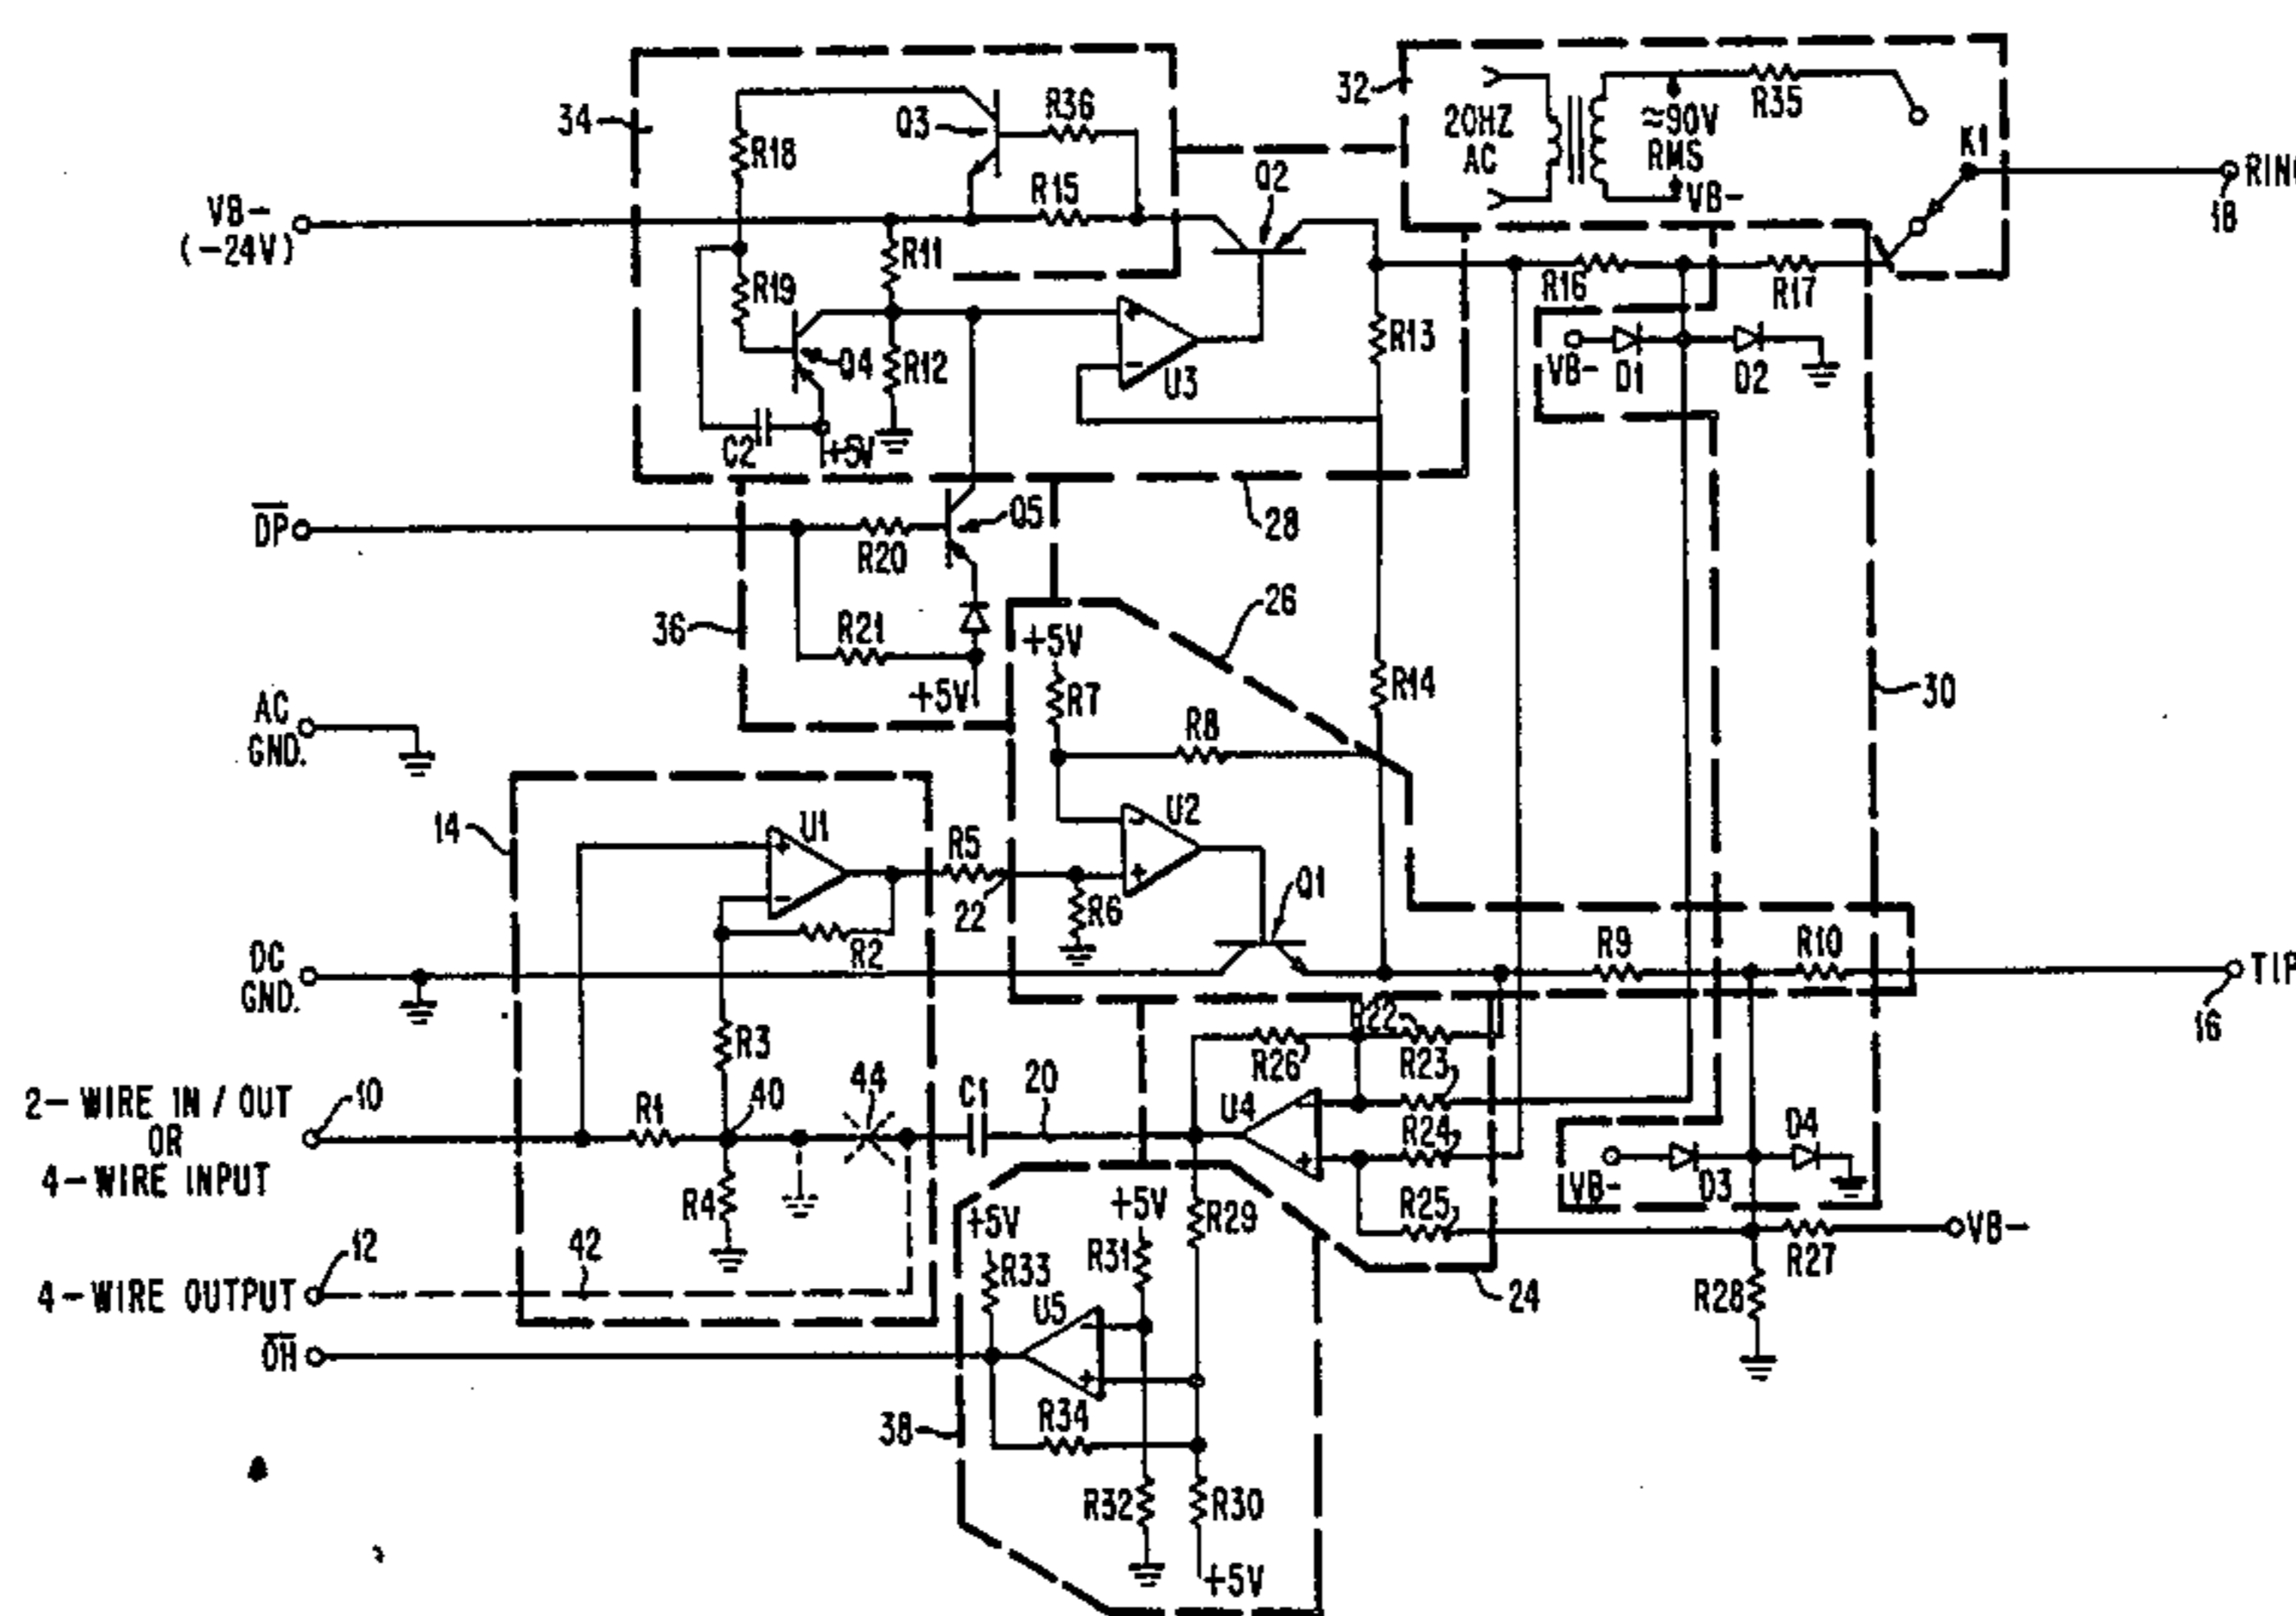 34
Q3
R36
32
20HZ
AC
≈90V
RMS
VB-
R35
K1
RING
18
R18
R15
Q2
VB-
(-24V)
R11
R19
Q4
R12
C2
+5V
U3
R13
R16
R17
VB-
D1
D2
DP
R20
Q5
28
36
R21
+5V
26
+5V
R7
R8
R14
30
AC
GND.
14
U1
R5
22
U2
R6
Q1
R2
DC
GND.
R3
R9
R10
TIP
16
2-WIRE IN / OUT
OR
4-WIRE INPUT
10
R1
40
44
C1
20
R26
R22
R23
U4
R24
R25
R4
VB-
D3
D4
R27
VB-
R28
24
12
4-WIRE OUTPUT
42
OH
+5V
R33
+5V
R31
R29
U5
38
R34
R32
R30
+5V